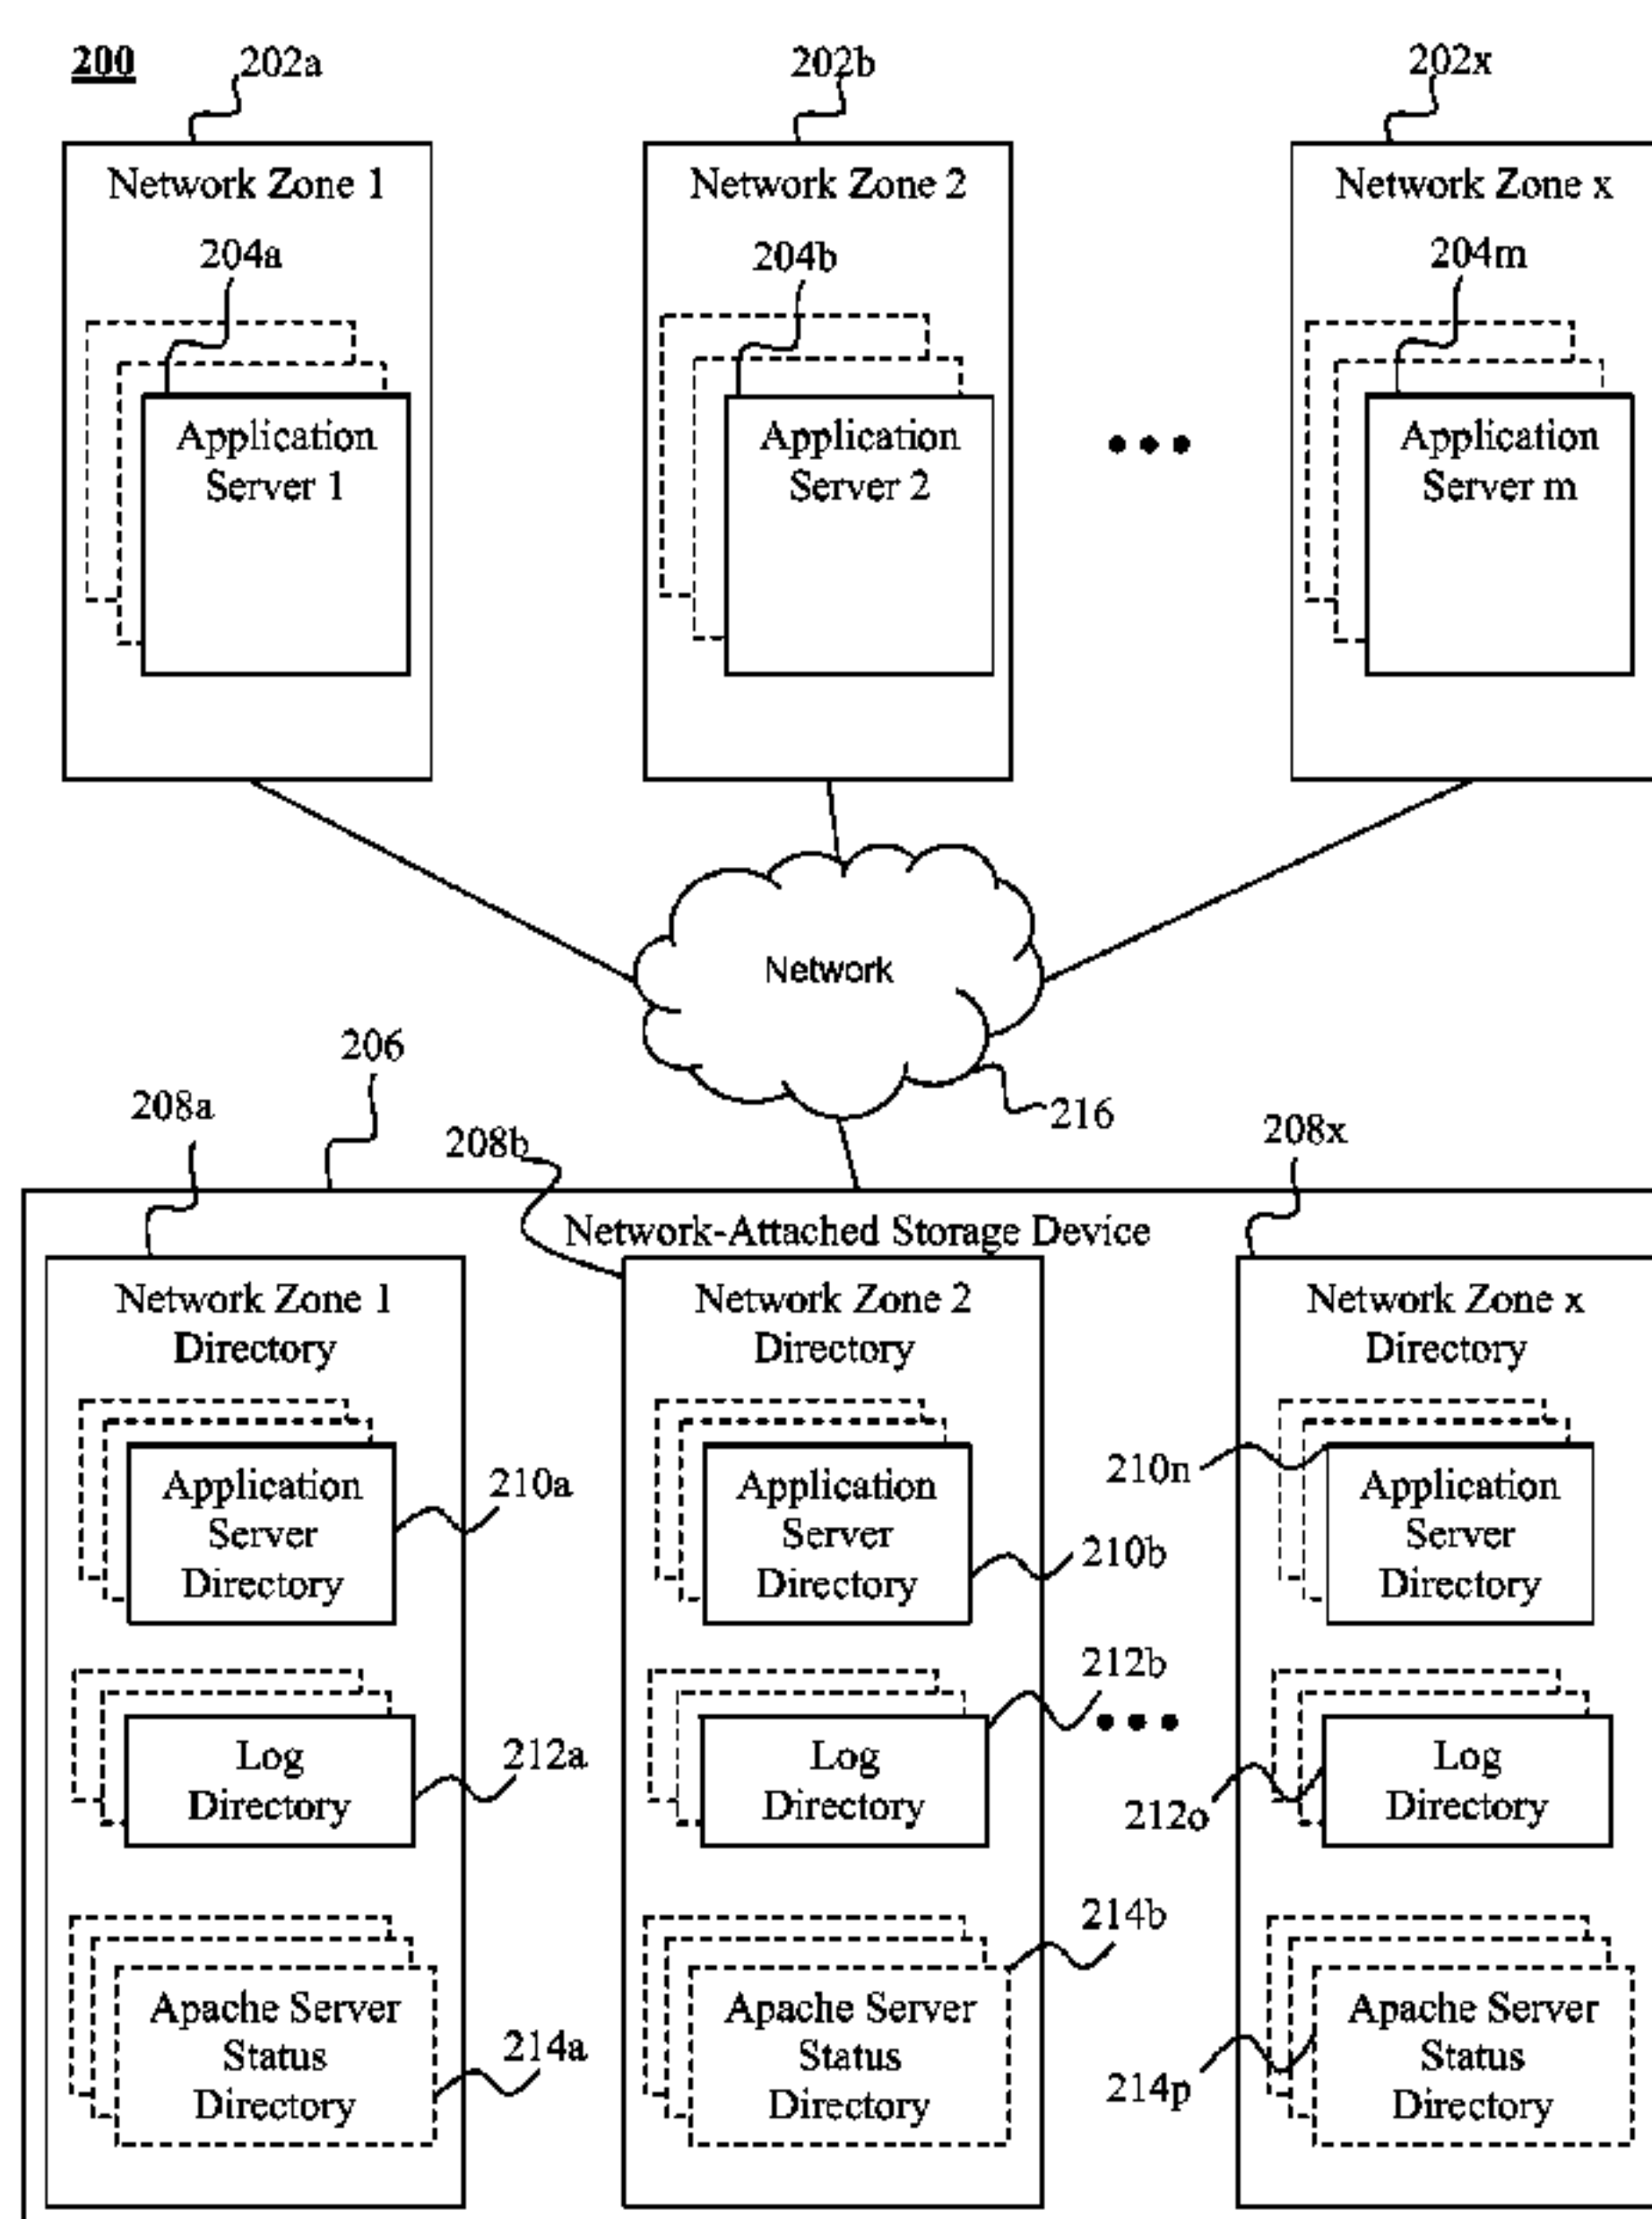 200
202a
202b
202x
Network Zone 1
Network Zone 2
Network Zone x
204a
204b
204m
Application
Server 1
Application
Server 2
Application
Server m
Network
216
206
208a
208b
208x
Network-Attached Storage Device
Network Zone 1
Directory
Network Zone 2
Directory
Network Zone x
Directory
Application
Server
Directory
210a
Application
Server
Directory
210b
210n
Application
Server
Directory
Log
Directory
212a
Log
Directory
212b
212o
Log
Directory
Apache Server
Status
Directory
214a
Apache Server
Status
Directory
214b
214p
Apache Server
Status
Directory